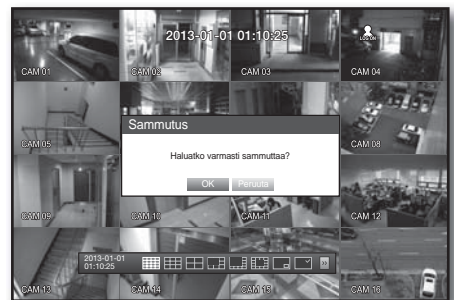 2013-01-01 01:10:25
LOG ON
CAM 01
CAM 02
CAM 03
CAM 04
CAM 05
CAM 08
Sammutus
Haluatko varmasti sammuttaa?
OK
Peruuta
CAM 09
CAM 10
CAM 11
CAM 12
2013-01-01
01:10:25
CAM 13
CAM 14
CAM 15
CAM 16